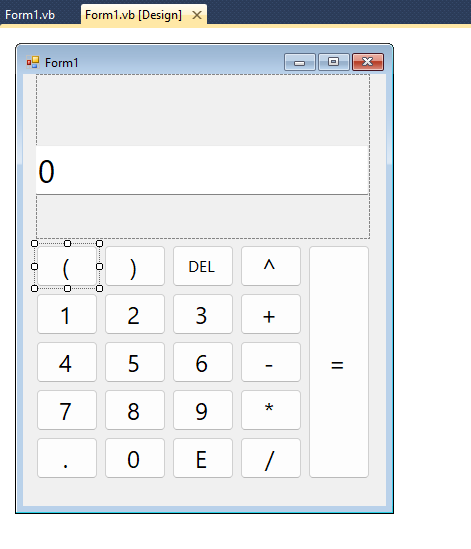 Form1.vb Form1.vb [Design]
Form1
0
( ) DEL ^
1 2 3 +
4 5 6 - =
7 8 9 *
. 0 E /